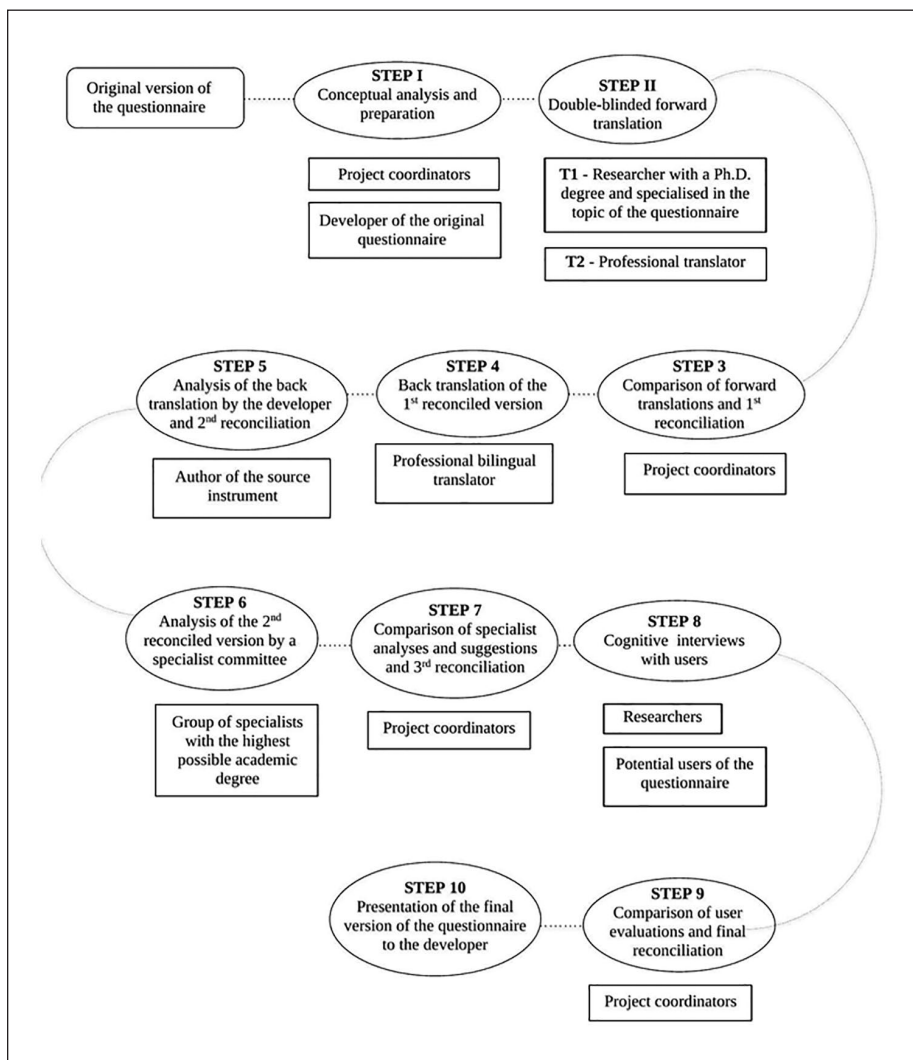 Original version of
the questionnaire
STEP I
Conceptual analysis and
preparation
STEP II
Double-blinded forward
translation
Project coordinators
Developer of the original
questionnaire
T1 - Researcher with a Ph.D.
degree and specialised in the
topic of the questionnaire
T2 - Professional translator
STEP 5
Analysis of the back
translation by the developer
and 2nd reconciliation
STEP 4
Back translation of the
1st reconciled version
STEP 3
Comparison of forward
translations and 1st
reconciliation
Author of the source
instrument
Professional bilingual
translator
Project coordinators
STEP 6
Analysis of the 2nd
reconciled version by a
specialist committee
STEP 7
Comparison of specialist
analyses and suggestions
and 3rd reconciliation
STEP 8
Cognitive interviews
with users
Group of specialists
with the highest
possible academic
degree
Project coordinators
Researchers
Potential users of the
questionnaire
STEP 10
Presentation of the final
version of the questionnaire
to the developer
STEP 9
Comparison of user
evaluations and final
reconciliation
Project coordinators